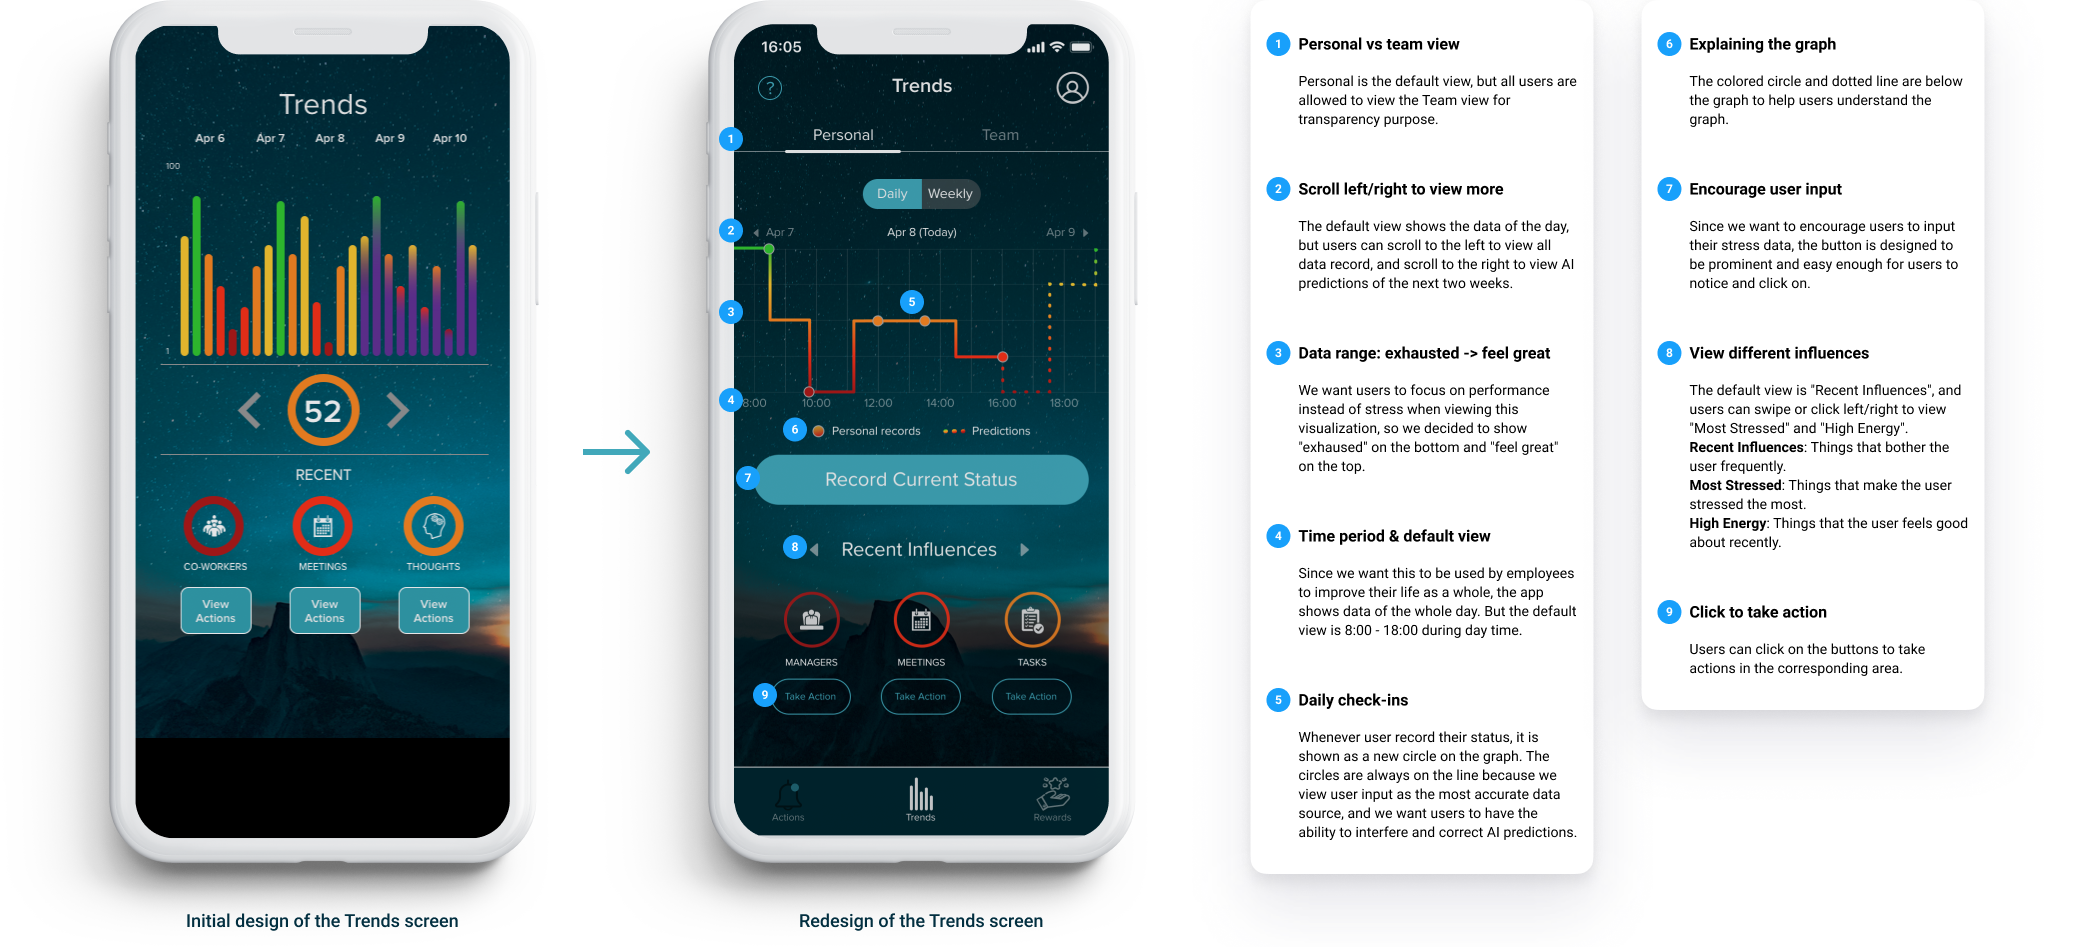 Trends
Apr 6 Apr 7 Apr 8 Apr 9 Apr 10
100
1
52
RECENT
CO-WORKERS MEETINGS THOUGHTS
View Actions View Actions View Actions
Initial design of the Trends screen
16:05
?
Trends
1
Personal Team
Daily Weekly
2
Apr 7 Apr 8 (Today) Apr 9
3
5
4
8:00 10:00 12:00 14:00 16:00 18:00
6 Personal records Predictions
7 Record Current Status
8 Recent Influences
MANAGERS MEETINGS TASKS
9 Take Action Take Action Take Action
Actions Trends Rewards
Redesign of the Trends screen
1 Personal vs team view
Personal is the default view, but all users are
allowed to view the Team view for
transparency purpose.
2 Scroll left/right to view more
The default view shows the data of the day,
but users can scroll to the left to view all
data record, and scroll to the right to view AI
predictions of the next two weeks.
3 Data range: exhausted -> feel great
We want users to focus on performance
instead of stress when viewing this
visualization, so we decided to show
"exhaused" on the bottom and "feel great"
on the top.
4 Time period & default view
Since we want this to be used by employees
to improve their life as a whole, the app
shows data of the whole day. But the default
view is 8:00 - 18:00 during day time.
5 Daily check-ins
Whenever user record their status, it is
shown as a new circle on the graph. The
circles are always on the line because we
view user input as the most accurate data
source, and we want users to have the
ability to interfere and correct AI predictions.
6 Explaining the graph
The colored circle and dotted line are below
the graph to help users understand the
graph.
7 Encourage user input
Since we want to encourage users to input
their stress data, the button is designed to
be prominent and easy enough for users to
notice and click on.
8 View different influences
The default view is "Recent Influences", and
users can swipe or click left/right to view
"Most Stressed" and "High Energy".
Recent Influences: Things that bother the
user frequently.
Most Stressed: Things that make the user
stressed the most.
High Energy: Things that the user feels good
about recently.
9 Click to take action
Users can click on the buttons to take
actions in the corresponding area.